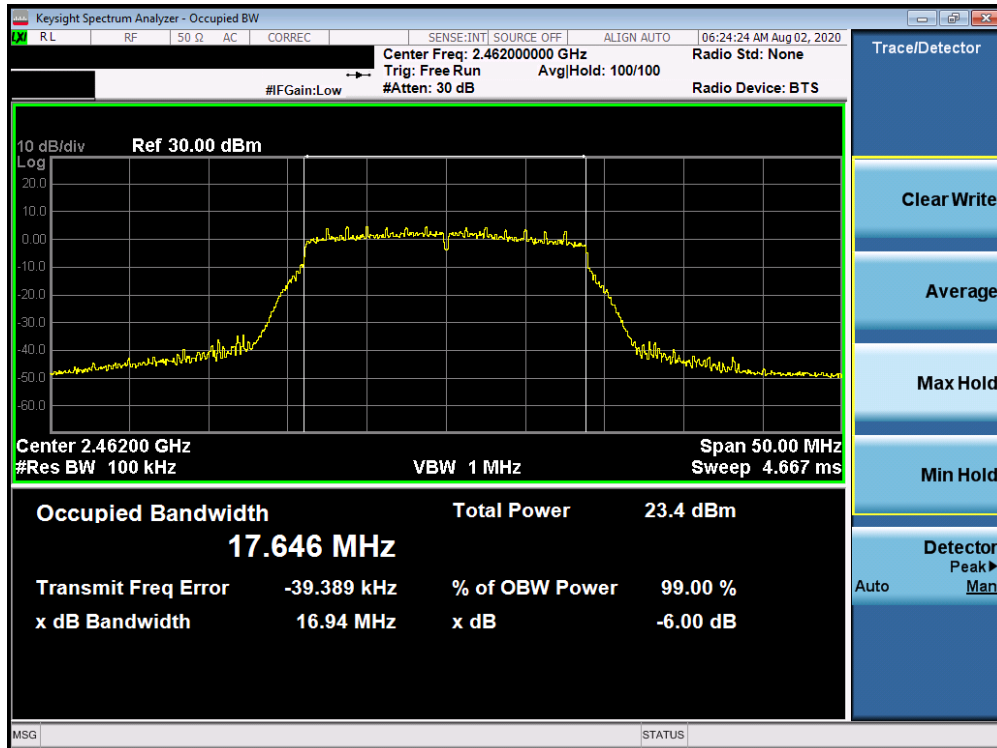 Keysight Spectrum Analyzer - Occupied BW
LXI RL RF 50 Ω AC CORREC SENSE:INT SOURCE OFF ALIGN AUTO 06:24:24 AM Aug 02, 2020
Center Freq: 2.462000000 GHz Radio Std: None
Trig: Free Run Avg|Hold: 100/100
#IFGain:Low #Atten: 30 dB Radio Device: BTS
10 dB/div Ref 30.00 dBm
Log
20.0
10.0
0.00
-10.0
-20.0
-30.0
-40.0
-50.0
-60.0
Center 2.46200 GHz Span 50.00 MHz
#Res BW 100 kHz VBW 1 MHz Sweep 4.667 ms
Occupied Bandwidth Total Power 23.4 dBm
17.646 MHz
Transmit Freq Error -39.389 kHz % of OBW Power 99.00 %
x dB Bandwidth 16.94 MHz x dB -6.00 dB
MSG STATUS
Trace/Detector
Clear Write
Average
Max Hold
Min Hold
Detector
Peak▶
Auto Man